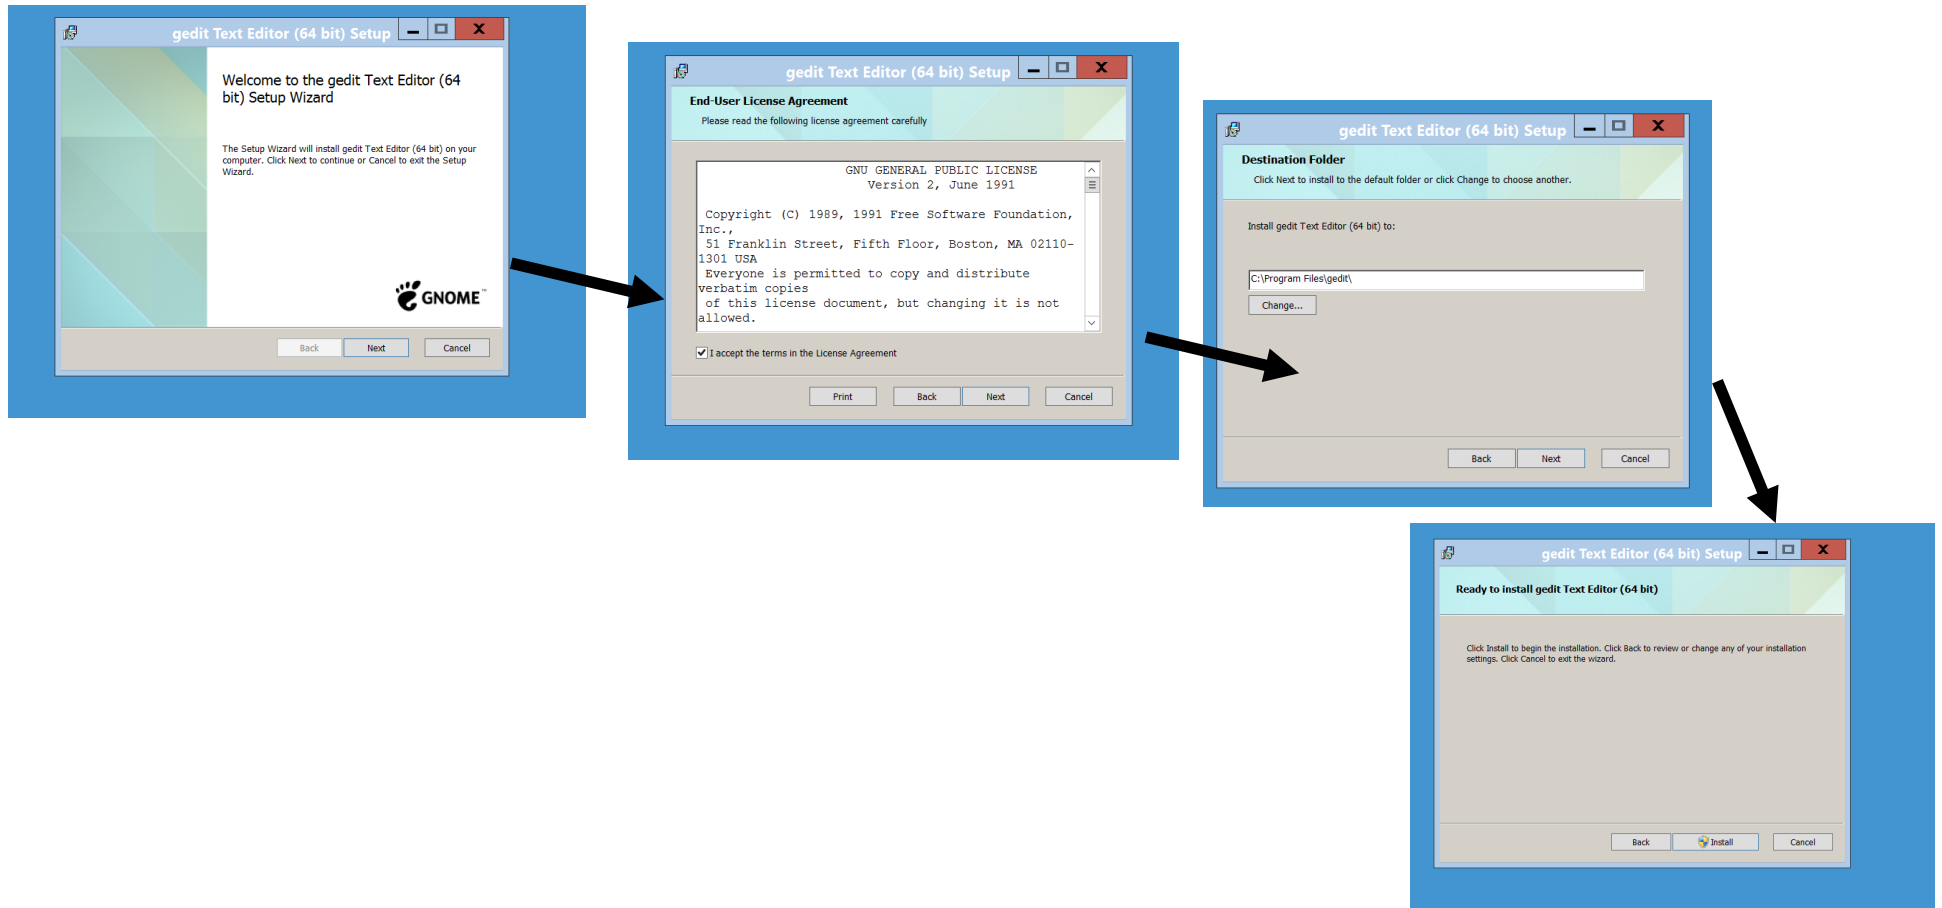 gedit Text Editor (64 bit) Setup
Welcome to the gedit Text Editor (64
bit) Setup Wizard
The Setup Wizard will install gedit Text Editor (64 bit) on your
computer. Click Next to continue or Cancel to exit the Setup
Wizard.
GNOME™
Back Next Cancel
gedit Text Editor (64 bit) Setup
End-User License Agreement
Please read the following license agreement carefully
GNU GENERAL PUBLIC LICENSE
Version 2, June 1991
Copyright (C) 1989, 1991 Free Software Foundation,
Inc.,
51 Franklin Street, Fifth Floor, Boston, MA 02110-
1301 USA
Everyone is permitted to copy and distribute
verbatim copies
of this license document, but changing it is not
allowed.
I accept the terms in the License Agreement
Print Back Next Cancel
gedit Text Editor (64 bit) Setup
Destination Folder
Click Next to install to the default folder or click Change to choose another.
Install gedit Text Editor (64 bit) to:
C:\Program Files\gedit\
Change...
Back Next Cancel
gedit Text Editor (64 bit) Setup
Ready to install gedit Text Editor (64 bit)
Click Install to begin the installation. Click Back to review or change any of your installation
settings. Click Cancel to exit the wizard.
Back Install Cancel